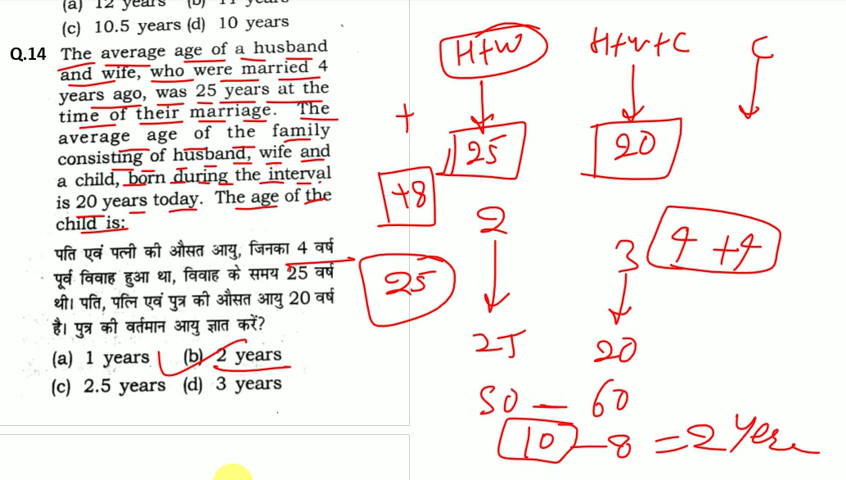 (a) 12 years (b) 11 years
(c) 10.5 years (d) 10 years
Q.14 The average age of a husband
and wife, who were married 4
years ago, was 25 years at the
time of their marriage. The
average age of the family
consisting of husband, wife and
a child, born during the interval
is 20 years today. The age of the
child is:
पति एवं पत्नी की औसत आयु, जिनका 4 वर्ष
पूर्व विवाह हुआ था, विवाह के समय 25 वर्ष
थी। पति, पत्नि एवं पुत्र की औसत आयु 20 वर्ष
है। पुत्र की वर्तमान आयु ज्ञात करें?
(a) 1 years (b) 2 years
(c) 2.5 years (d) 3 years
H+W H+W+C C
+ 25 20
+8
2 3 4 +4
25
25 20
50 — 60
10 - 8 = 2 Year